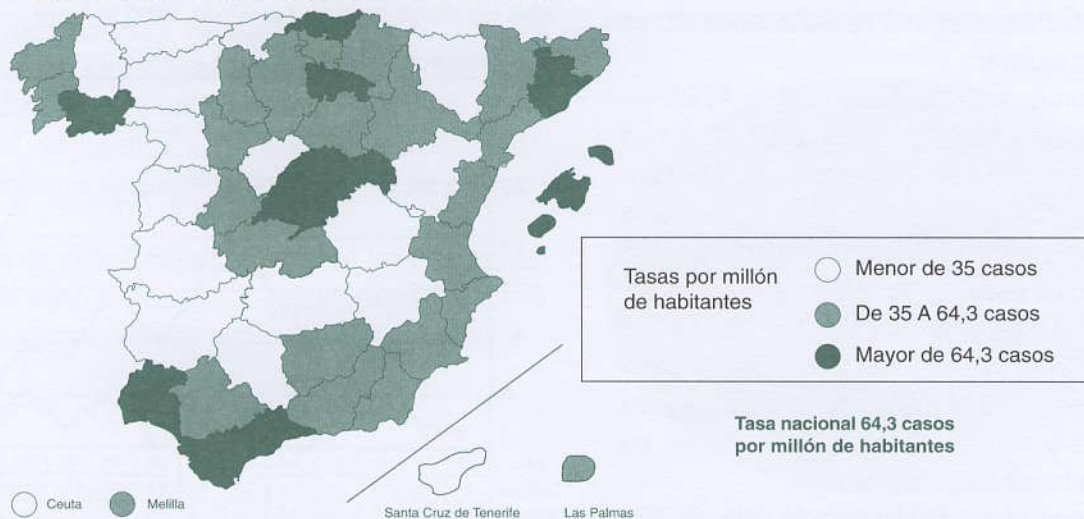 Tasas por millón
de habitantes
Menor de 35 casos
De 35 A 64,3 casos
Mayor de 64,3 casos
Tasa nacional 64,3 casos
por millón de habitantes
Ceuta
Melilla
Santa Cruz de Tenerife
Las Palmas